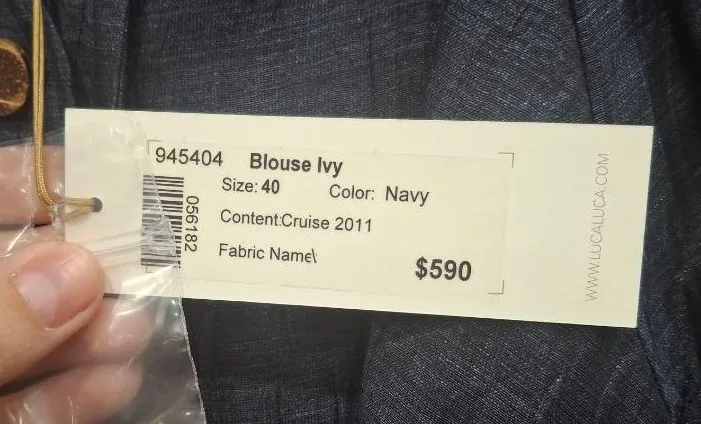 945404 Blouse Ivy
Size: 40 Color: Navy
056182
Content:Cruise 2011
Fabric Name\
$590
WWW.LUCALUCA.COM